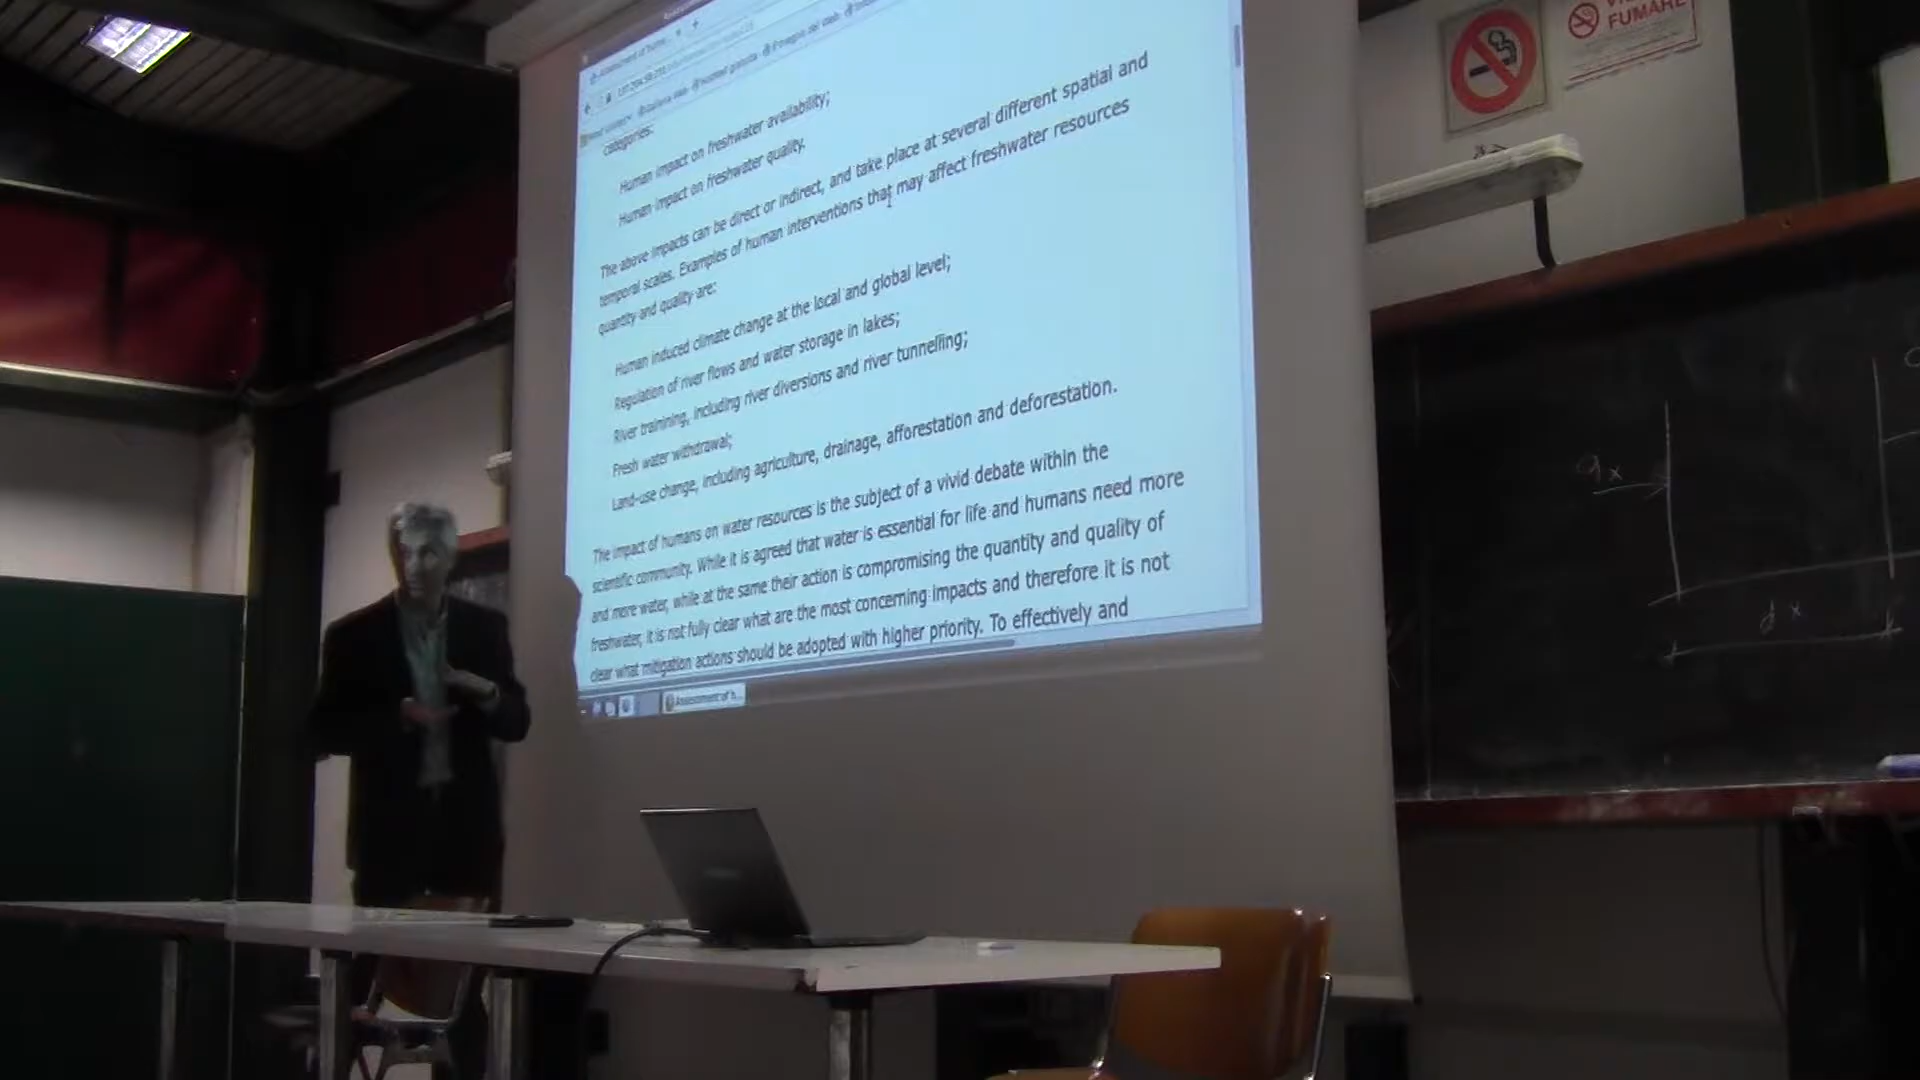 Assessment of huma
categories:
Human impact on freshwater availability;
Human impact on freshwater quality.
The above impacts can be direct or indirect, and take place at several different spatial and
temporal scales. Examples of human interventions that may affect freshwater resources
quantity and quality are:
Human induced climate change at the local and global level;
Regulation of river flows and water storage in lakes;
River trainining, including river diversions and river tunnelling;
Fresh water withdrawal;
Land-use change, including agriculture, drainage, afforestation and deforestation.
The impact of humans on water resources is the subject of a vivid debate within the
scientific community. While it is agreed that water is essential for life and humans need more
and more water, while at the same their action is compromising the quantity and quality of
freshwater, it is not fully clear what are the most concerning impacts and therefore it is not
clear what mitigation actions should be adopted with higher priority. To effectively and
Assessment of h...
FUMARE
qx
dx